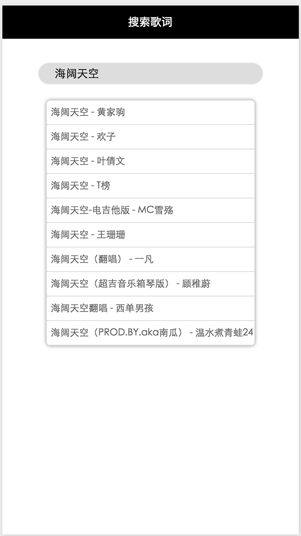 搜索歌词
海阔天空
海阔天空 - 黄家驹
海阔天空 - 欢子
海阔天空 - 叶倩文
海阔天空 - T榜
海阔天空-电吉他版 - MC雪殇
海阔天空 - 王珊珊
海阔天空（翻唱） - 一凡
海阔天空（超吉音乐箱琴版） - 顾雅蔚
海阔天空翻唱 - 西单男孩
海阔天空（PROD.BY.aka南瓜） - 温水煮青蛙24